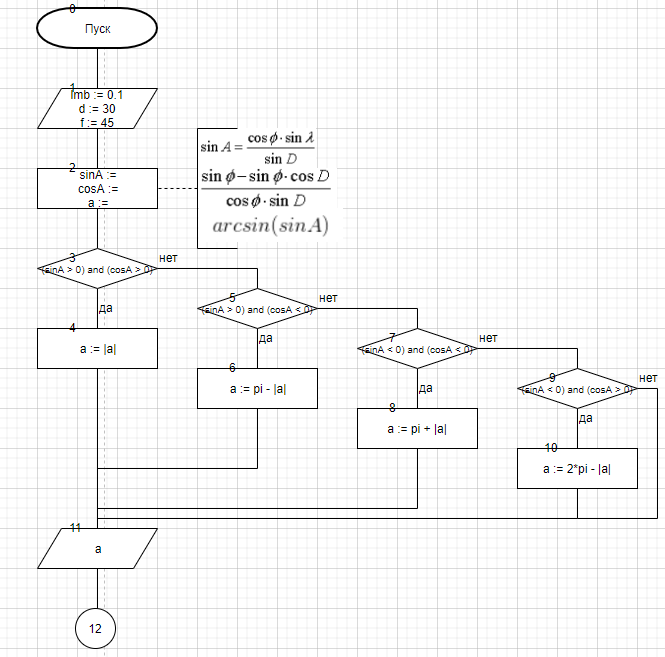 0
Пуск
1
lmb := 0.1
d := 30
f := 45
2
sinA :=
cosA :=
a :=
sin A = cos ϕ · sin λ / sin D
sin ϕ − sin ϕ · cos D / cos ϕ · sin D
arcsin(sinA)
3
(sinA > 0) and (cosA > 0)
нет
да
4
a := |a|
5
(sinA > 0) and (cosA < 0)
нет
да
6
a := pi - |a|
7
(sinA < 0) and (cosA < 0)
нет
да
8
a := pi + |a|
9
(sinA < 0) and (cosA > 0)
нет
да
10
a := 2*pi - |a|
11
a
12